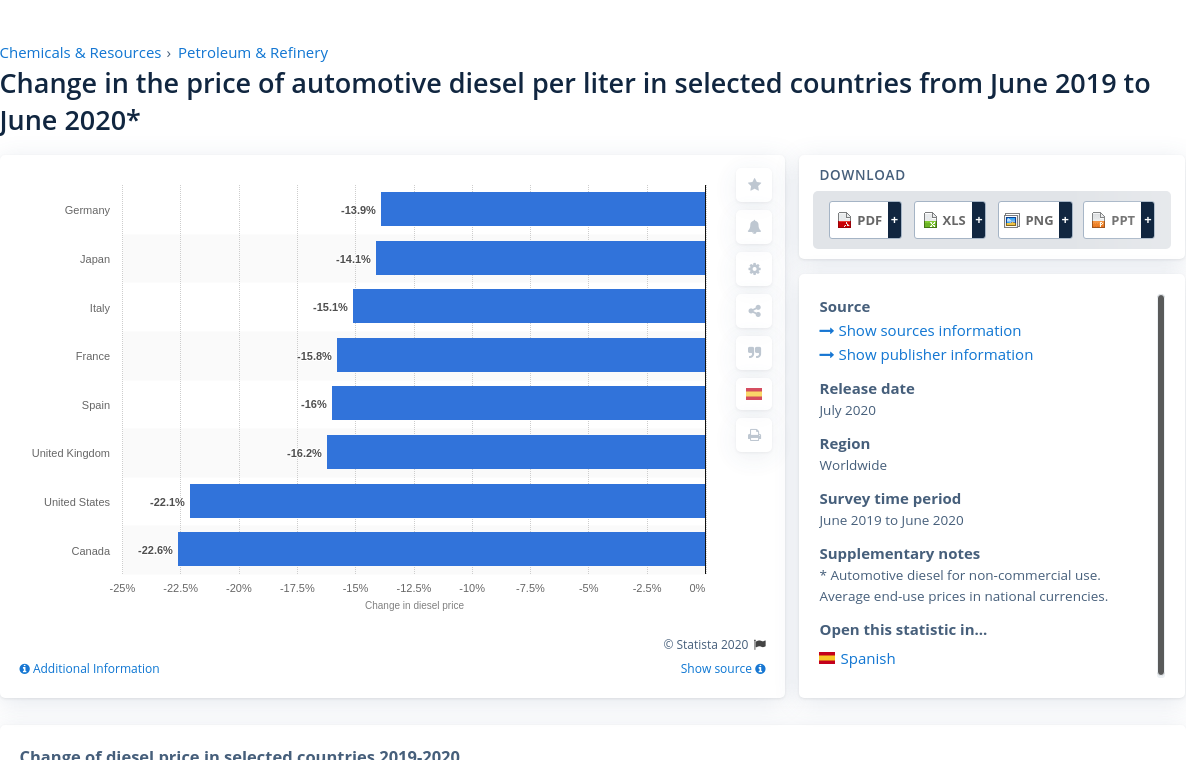 Chemicals & Resources › Petroleum & Refinery
Change in the price of automotive diesel per liter in selected countries from June 2019 to
June 2020*
Germany
-13.9%
Japan
-14.1%
Italy
-15.1%
France
-15.8%
Spain
-16%
United Kingdom
-16.2%
United States
-22.1%
Canada
-22.6%
-25%
-22.5%
-20%
-17.5%
-15%
-12.5%
-10%
-7.5%
-5%
-2.5%
0%
Change in diesel price
© Statista 2020
Additional Information
Show source
DOWNLOAD
PDF +
XLS +
PNG +
PPT +
Source
Show sources information
Show publisher information
Release date
July 2020
Region
Worldwide
Survey time period
June 2019 to June 2020
Supplementary notes
* Automotive diesel for non-commercial use.
Average end-use prices in national currencies.
Open this statistic in...
Spanish
Change of diesel price in selected countries 2019-2020